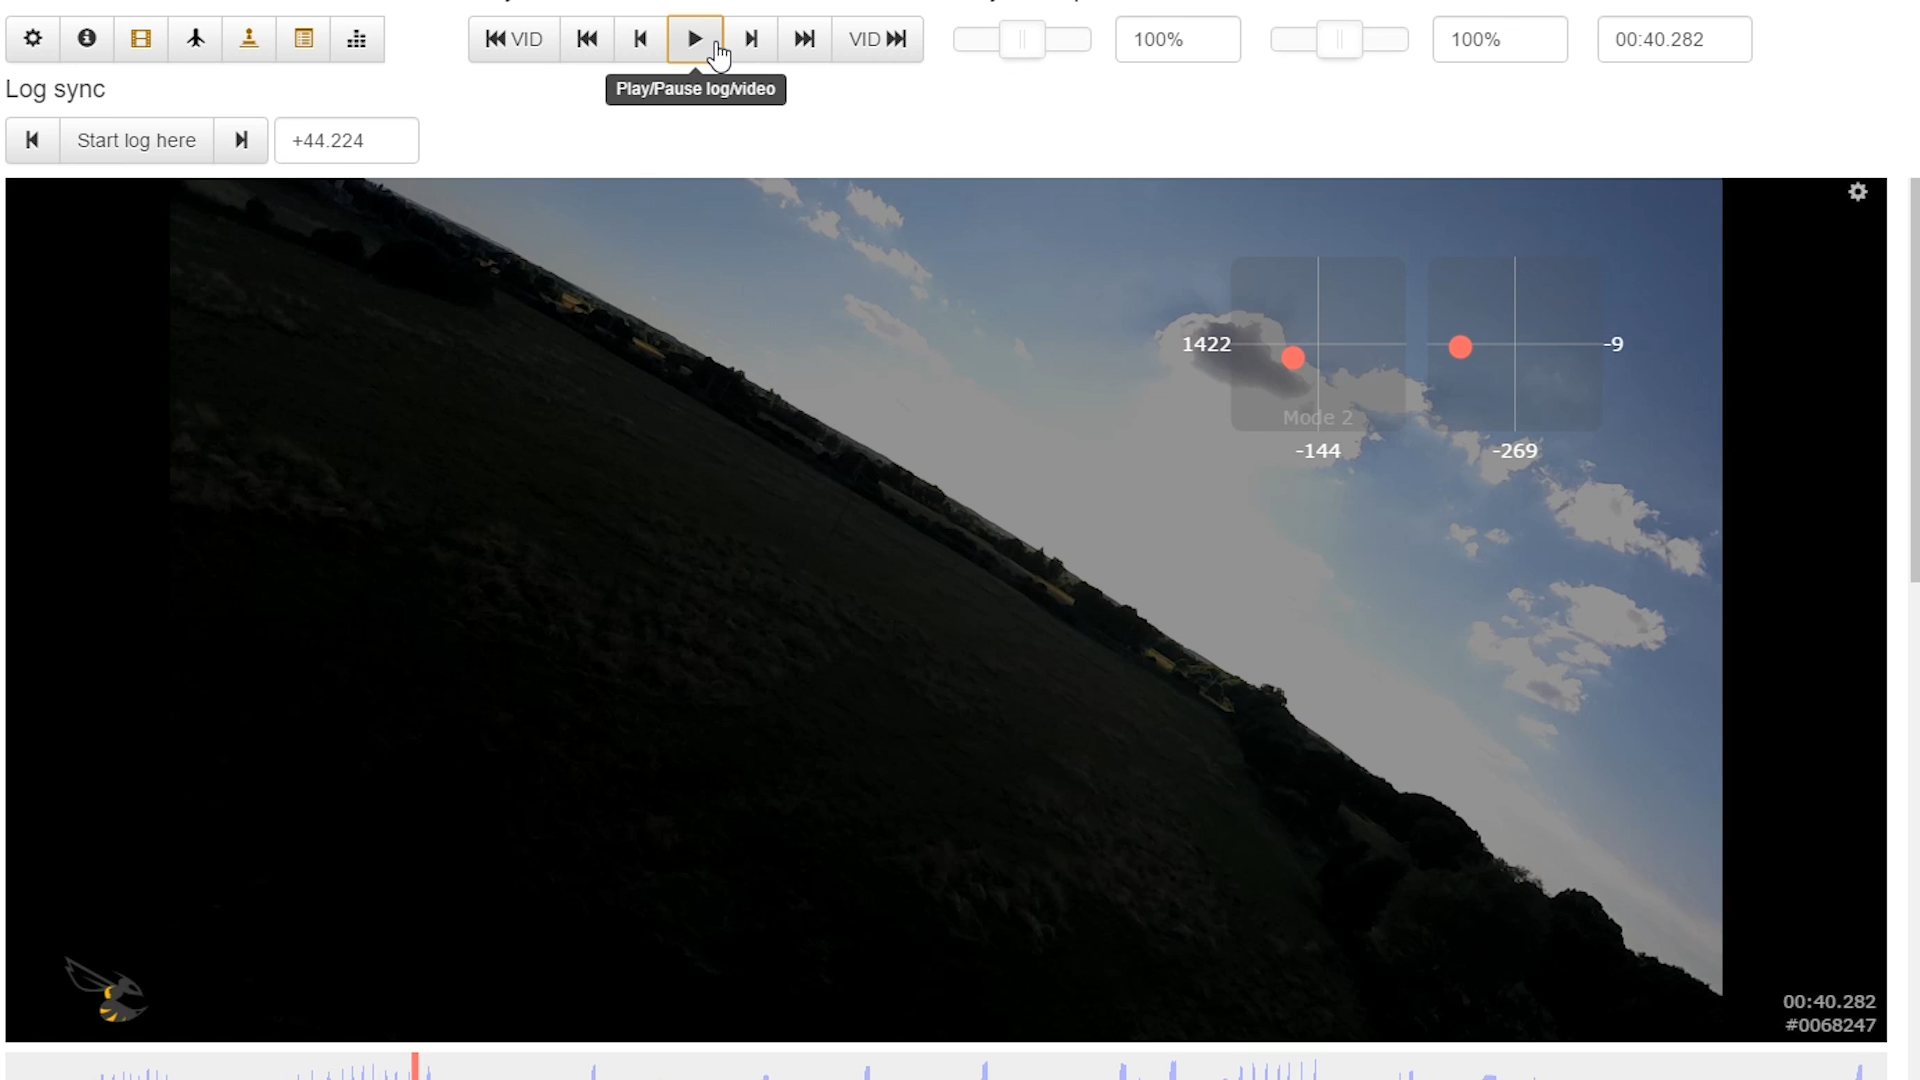 VID
VID
100%
100%
00:40.282
Play/Pause log/video
Log sync
Start log here
+44.224
1422
-9
Mode 2
-144
-269
00:40.282
#0068247